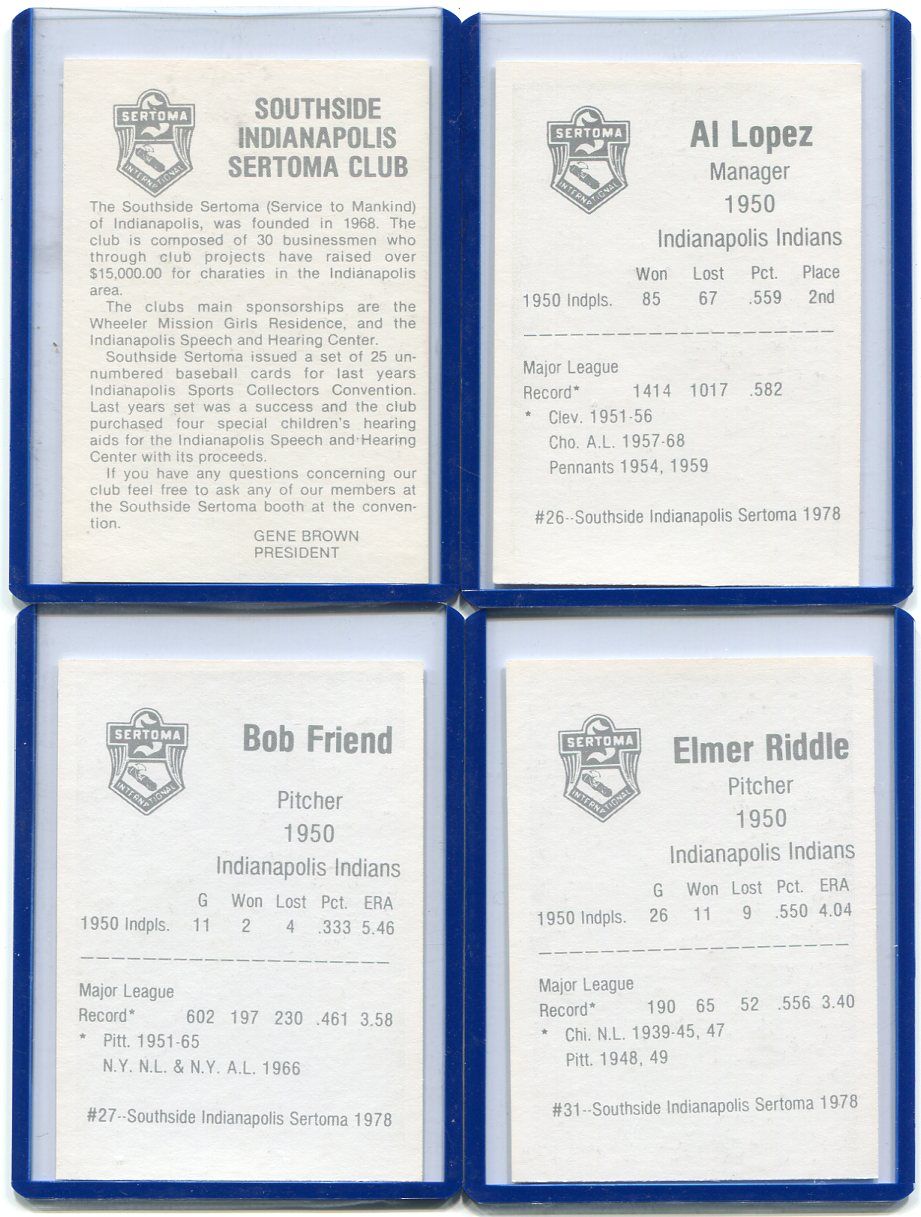 SERTOMA
INTERNATIONAL
SOUTHSIDE
INDIANAPOLIS
SERTOMA CLUB
The Southside Sertoma (Service to Mankind)
of Indianapolis, was founded in 1968. The
club is composed of 30 businessmen who
through club projects have raised over
$15,000.00 for charaties in the Indianapolis
area.
The clubs main sponsorships are the
Wheeler Mission Girls Residence, and the
Indianapolis Speech and Hearing Center.
Southside Sertoma issued a set of 25 un-
numbered baseball cards for last years
Indianapolis Sports Collectors Convention.
Last years set was a success and the club
purchased four special children's hearing
aids for the Indianapolis Speech and Hearing
Center with its proceeds.
If you have any questions concerning our
club feel free to ask any of our members at
the Southside Sertoma booth at the conven-
tion.
GENE BROWN
PRESIDENT
SERTOMA
INTERNATIONAL
Al Lopez
Manager
1950
Indianapolis Indians
Won Lost Pct. Place
1950 Indpls. 85 67 .559 2nd
Major League
Record* 1414 1017 .582
* Clev. 1951-56
Cho. A.L. 1957-68
Pennants 1954, 1959
#26--Southside Indianapolis Sertoma 1978
SERTOMA
INTERNATIONAL
Bob Friend
Pitcher
1950
Indianapolis Indians
G Won Lost Pct. ERA
1950 Indpls. 11 2 4 .333 5.46
Major League
Record* 602 197 230 .461 3.58
* Pitt. 1951-65
N.Y. N.L. & N.Y. A.L. 1966
#27--Southside Indianapolis Sertoma 1978
SERTOMA
INTERNATIONAL
Elmer Riddle
Pitcher
1950
Indianapolis Indians
G Won Lost Pct. ERA
1950 Indpls. 26 11 9 .550 4.04
Major League
Record* 190 65 52 .556 3.40
* Chi. N.L. 1939-45, 47
Pitt. 1948, 49
#31--Southside Indianapolis Sertoma 1978